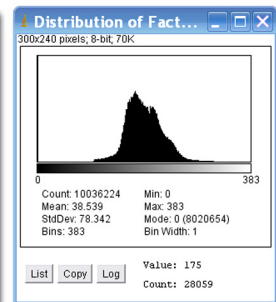 Distribution of Fact...
300x240 pixels; 8-bit; 70K
0 383
Count: 10036224 Min: 0
Mean: 38.539 Max: 383
StdDev: 78.342 Mode: 0 (8020654)
Bins: 383 Bin Width: 1
List Copy Log Value: 175
Count: 28059